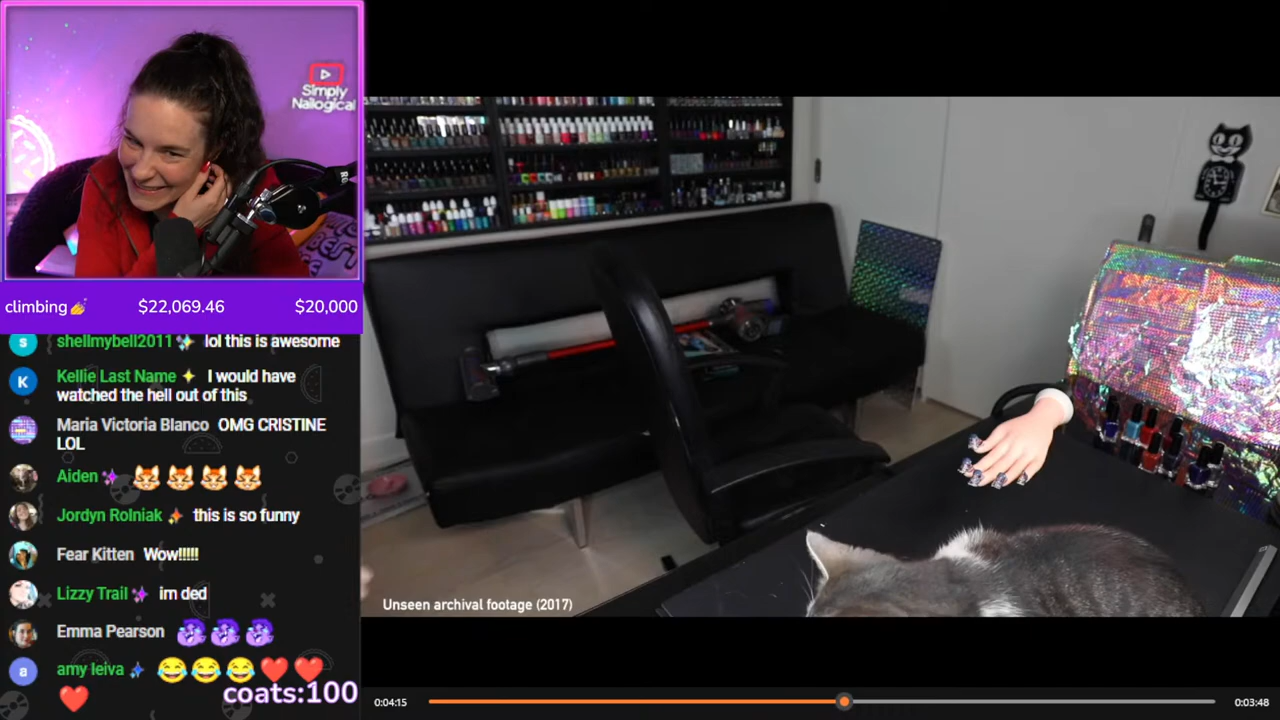 Simply
Nailogical
climbing💅 $22,069.46 $20,000
shellmybell2011 lol this is awesome
Kellie Last Name I would have
watched the hell out of this
Maria Victoria Blanco OMG CRISTINE
LOL
Aiden
Jordyn Rolniak this is so funny
Fear Kitten Wow!!!!!
Lizzy Trail im ded
Emma Pearson
amy leiva 😂😂😂❤️❤️
❤️
coats:100
Unseen archival footage (2017)
0:04:15
0:03:48